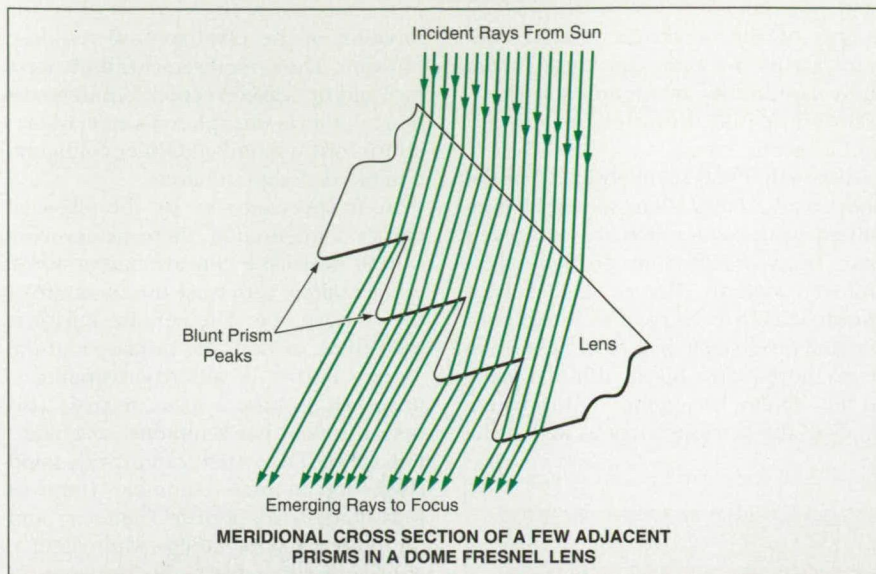 Incident Rays From Sun
Blunt Prism
Peaks
Lens
Emerging Rays to Focus
MERIDIONAL CROSS SECTION OF A FEW ADJACENT
PRISMS IN A DOME FRESNEL LENS